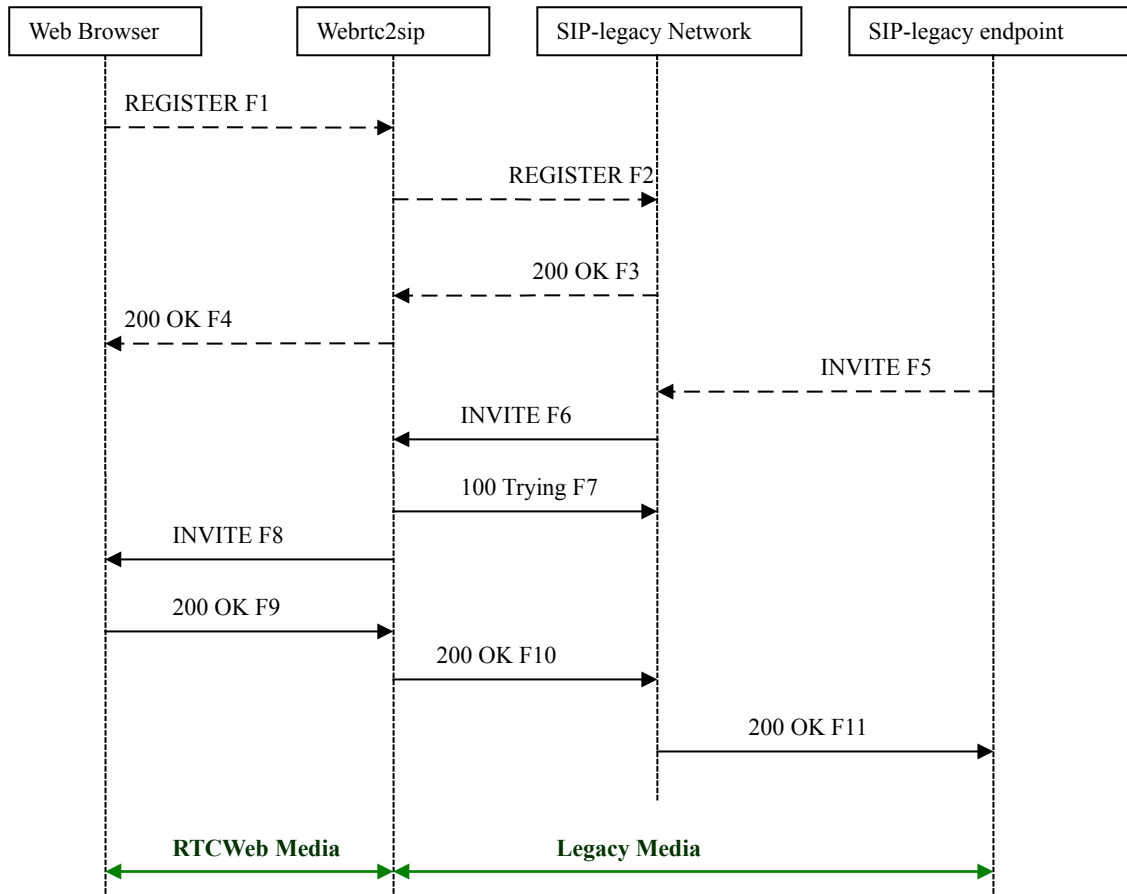 Web Browser
Webrtc2sip
SIP-legacy Network
SIP-legacy endpoint
REGISTER F1
REGISTER F2
200 OK F3
200 OK F4
INVITE F5
INVITE F6
100 Trying F7
INVITE F8
200 OK F9
200 OK F10
200 OK F11
RTCWeb Media
Legacy Media